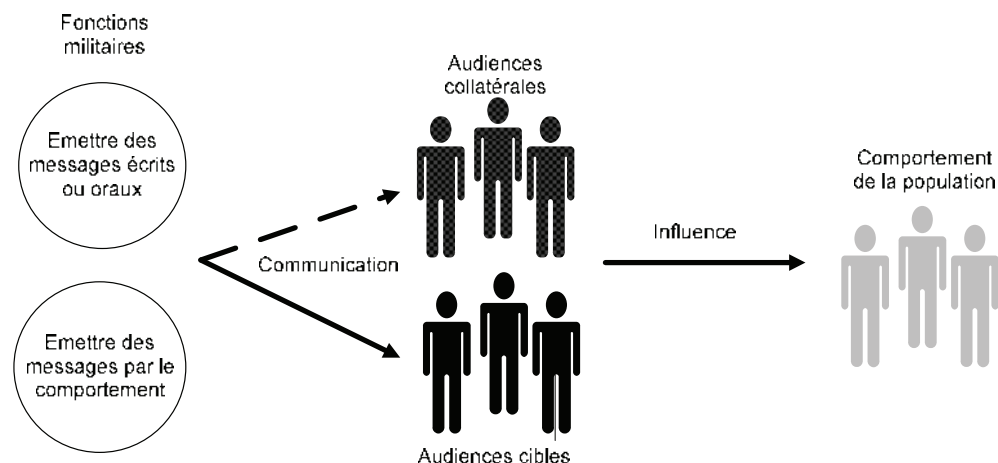 Fonctions
militaires
Emettre des
messages écrits
ou oraux
Emettre des
messages par le
comportement
Communication
Audiences
collatérales
Audiences cibles
Influence
Comportement
de la population